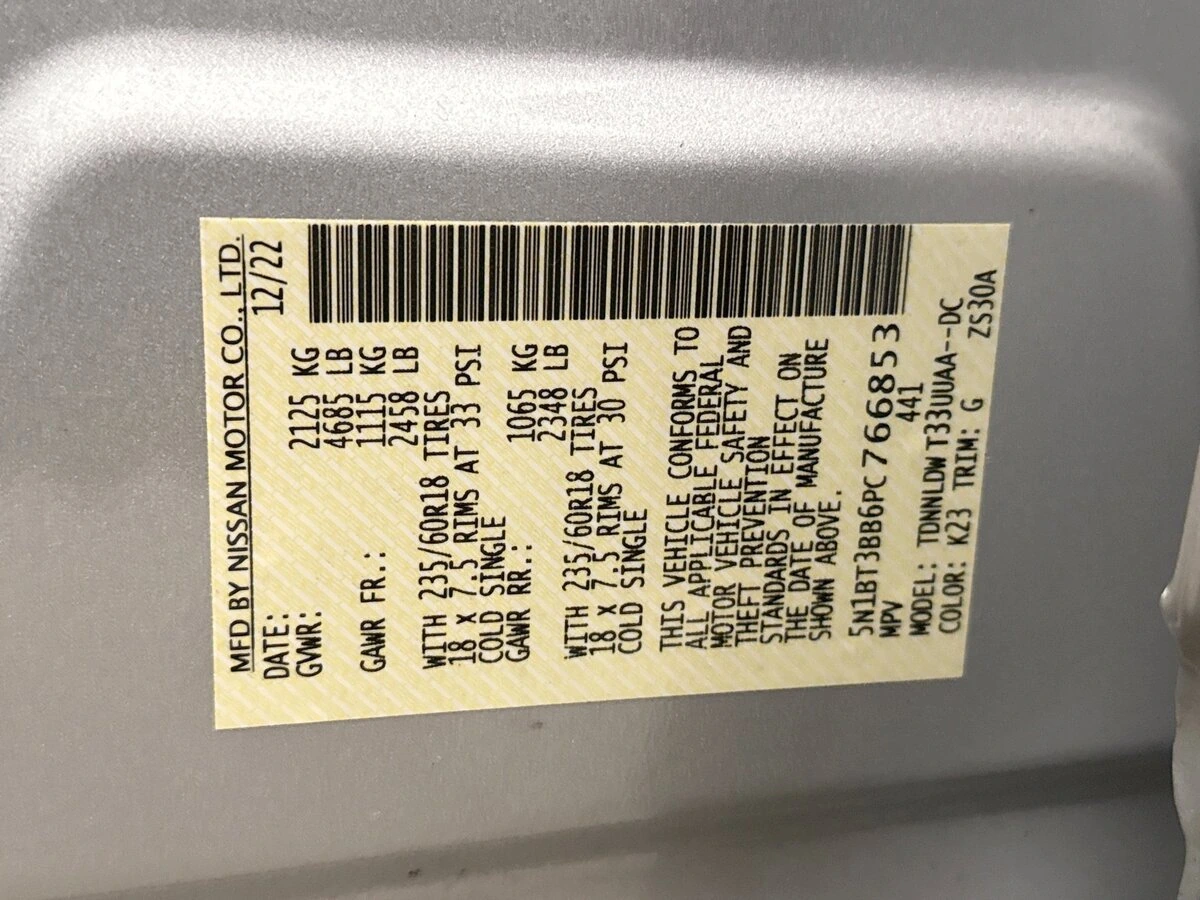 MFD BY NISSAN MOTOR CO., LTD.
DATE: 12/22
GVWR: 2125 KG
4685 LB
GAWR FR.: 1115 KG
2458 LB
WITH 235/60R18 TIRES
18 X 7.5 RIMS AT 33 PSI
COLD SINGLE
GAWR RR.: 1065 KG
2348 LB
WITH 235/60R18 TIRES
18 X 7.5 RIMS AT 30 PSI
COLD SINGLE
THIS VEHICLE CONFORMS TO
ALL APPLICABLE FEDERAL
MOTOR VEHICLE SAFETY AND
THEFT PREVENTION
STANDARDS IN EFFECT ON
THE DATE OF MANUFACTURE
SHOWN ABOVE.
5N1BT3BB6PC766853
MPV 441
MODEL: TDNNLDW T33UUAA--DC
COLOR: K23 TRIM: G ZS30A